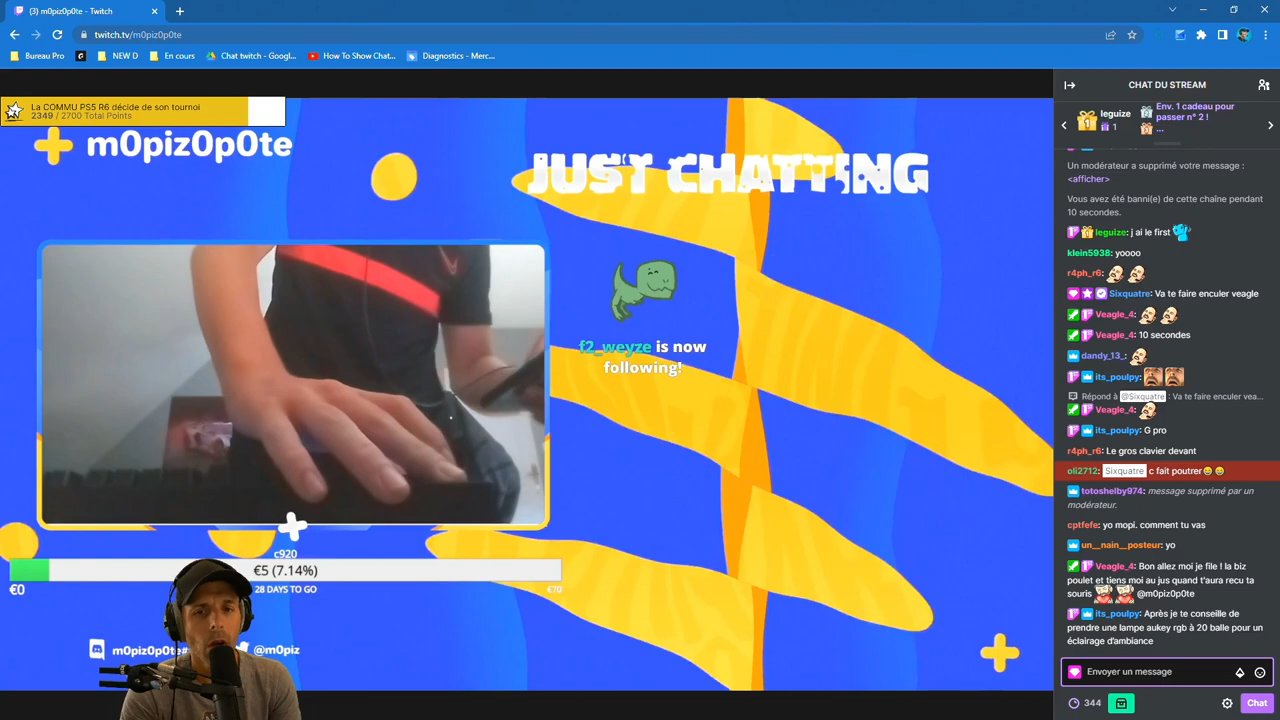 (3) m0piz0p0te - Twitch
twitch.tv/m0piz0p0te
Bureau Pro
NEW D
En cours
Chat twitch - Googl...
How To Show Chat...
Diagnostics - Merc...
La COMMU PS5 R6 décide de son tournoi
2349 / 2700 Total Points
m0piz0p0te
JUST CHATTING
f2_weyze is now
following!
c920
€5 (7.14%)
€0
28 DAYS TO GO
€70
m0piz0p0te#
@m0piz
CHAT DU STREAM
leguize
1
Env. 1 cadeau pour
passer n° 2 !
...
Un modérateur a supprimé votre message :
<afficher>
Vous avez été banni(e) de cette chaîne pendant
10 secondes.
leguize: j ai le first
klein5938: yoooo
r4ph_r6:
Sixquatre: Va te faire enculer veagle
Veagle_4:
Veagle_4: 10 secondes
dandy_13_:
its_poulpy:
Répond à @Sixquatre : Va te faire enculer vea...
Veagle_4:
its_poulpy: G pro
r4ph_r6: Le gros clavier devant
oli2712: Sixquatre c fait poutrer
totoshelby974: message supprimé par un
modérateur.
cptfefe: yo mopi. comment tu vas
un__nain_posteur: yo
Veagle_4: Bon allez moi je file ! la biz
poulet et tiens moi au jus quand t'aura recu ta
souris @m0piz0p0te
its_poulpy: Après je te conseille de
prendre une lampe aukey rgb à 20 balle pour un
éclairage d'ambiance
Envoyer un message
344
Chat